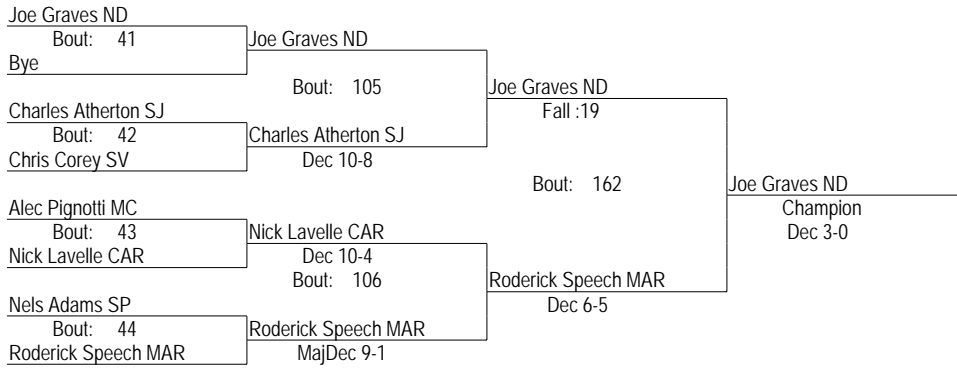 Joe Graves ND
Bout: 41
Joe Graves ND
Bye
Bout: 105
Joe Graves ND
Charles Atherton SJ
Fall :19
Bout: 42
Charles Atherton SJ
Chris Corey SV
Dec 10-8
Bout: 162
Joe Graves ND
Alec Pignotti MC
Champion
Bout: 43
Nick Lavelle CAR
Dec 3-0
Nick Lavelle CAR
Dec 10-4
Bout: 106
Roderick Speech MAR
Nels Adams SP
Dec 6-5
Bout: 44
Roderick Speech MAR
Roderick Speech MAR
MajDec 9-1